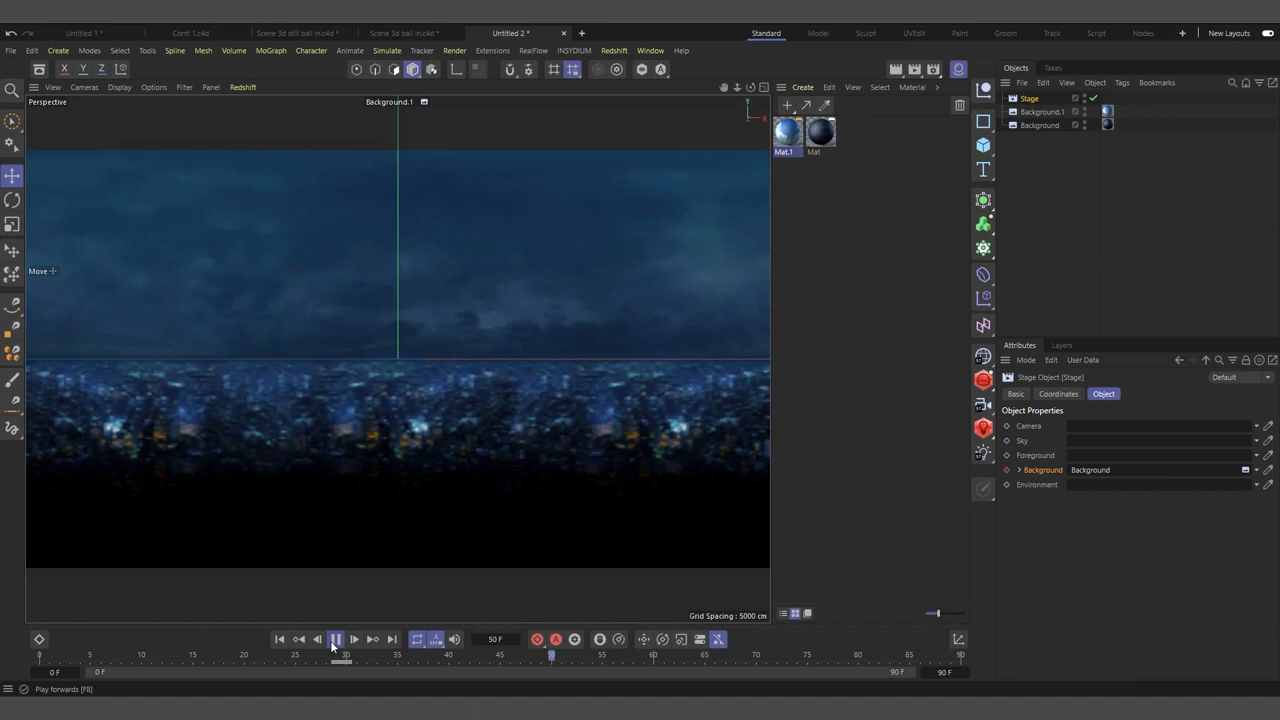 Untitled 1 *
Conti 1.c4d
Scene 3d still ball in.c4d *
Scene 3d ball in.c4d *
Untitled 2 *
Standard
Model
Sculpt
UVEdit
Paint
Groom
Track
Script
Nodes
New Layouts
File Edit Create Modes Select Tools Spline Mesh Volume MoGraph Character Animate Simulate Tracker Render Extensions RealFlow INSYDIUM Redshift Window Help
X Y Z
Objects Takes
View Cameras Display Options Filter Panel Redshift
Create Edit View Select Material
File Edit View Object Tags Bookmarks
Perspective
Background.1
Y
X
Stage
Background.1
Background
Mat.1
Mat
Move
Attributes Layers
Mode Edit User Data
Stage Object [Stage]
Default
Basic
Coordinates
Object
Object Properties
Camera
Sky
Foreground
Background
Background
Environment
Grid Spacing : 5000 cm
50 F
0 5 10 15 20 25 30 35 40 45 50 55 60 65 70 75 80 85 90
0 F
0 F
90 F
90 F
Play forwards [F8]